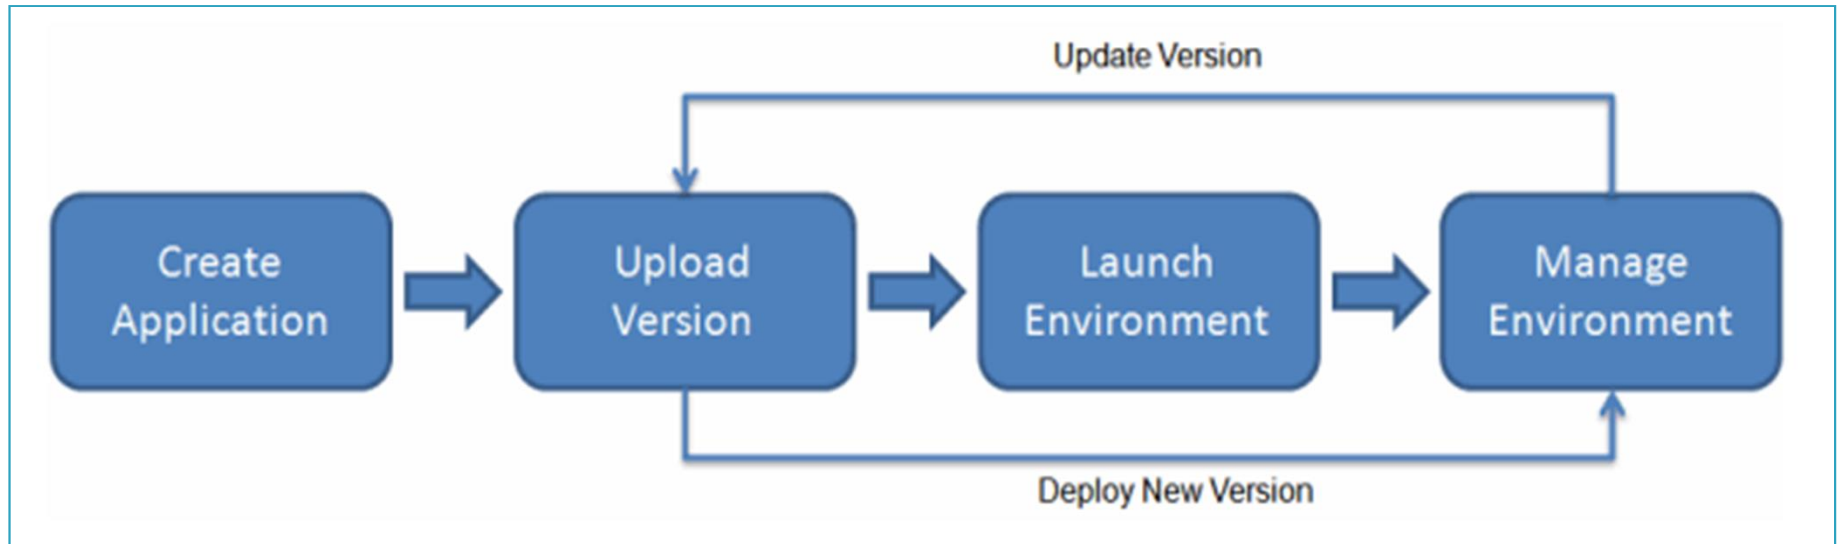 Update Version
Create
Application
Upload
Version
Launch
Environment
Manage
Environment
Deploy New Version